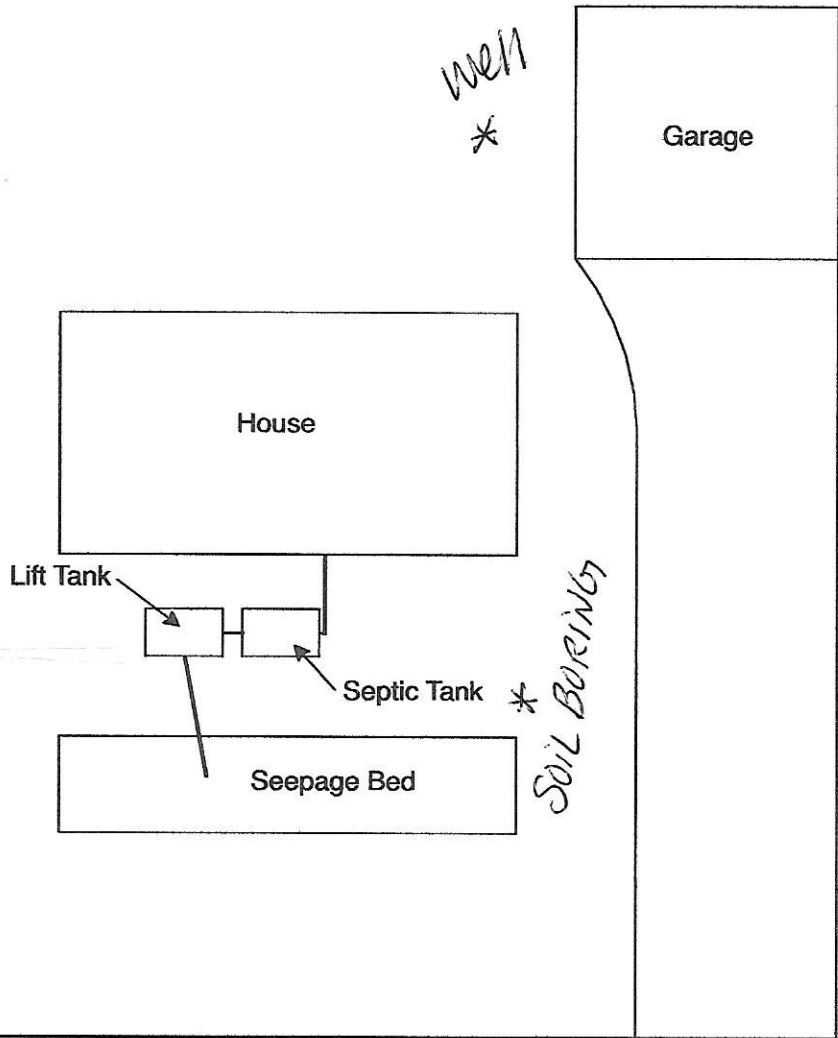 well
*
Garage
House
Lift Tank
Septic Tank
*
SOIL BORING
Seepage Bed